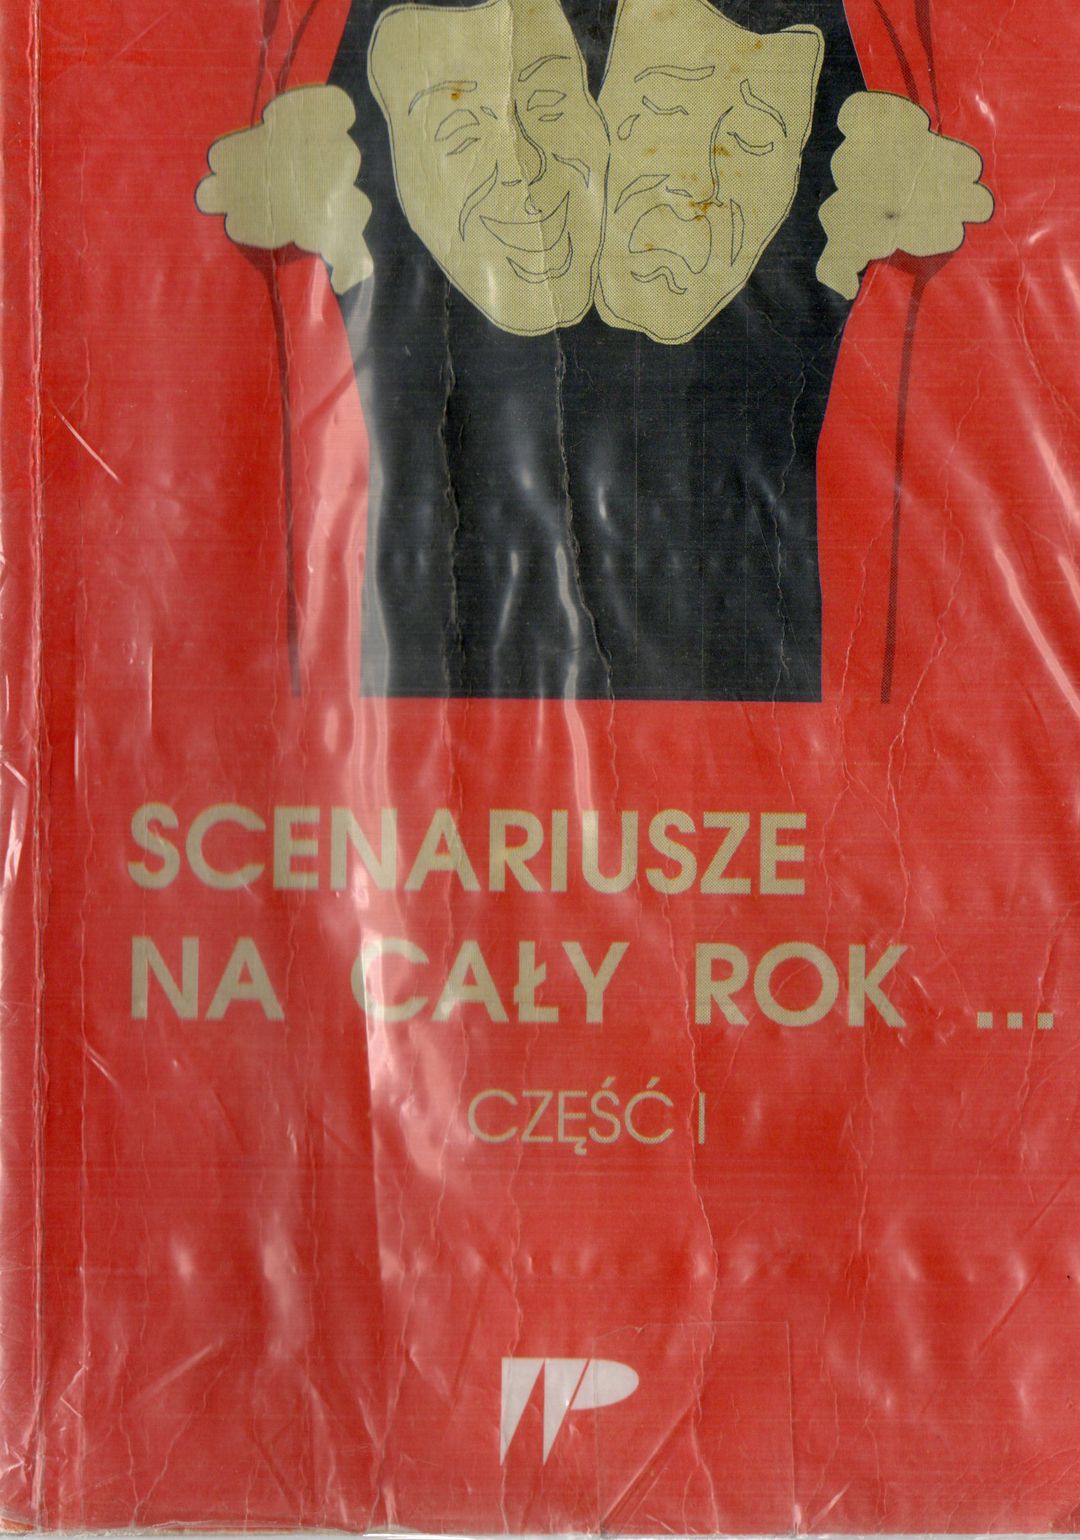 SCENARIUSZE
NA CAŁY ROK ...
CZĘŚĆ I